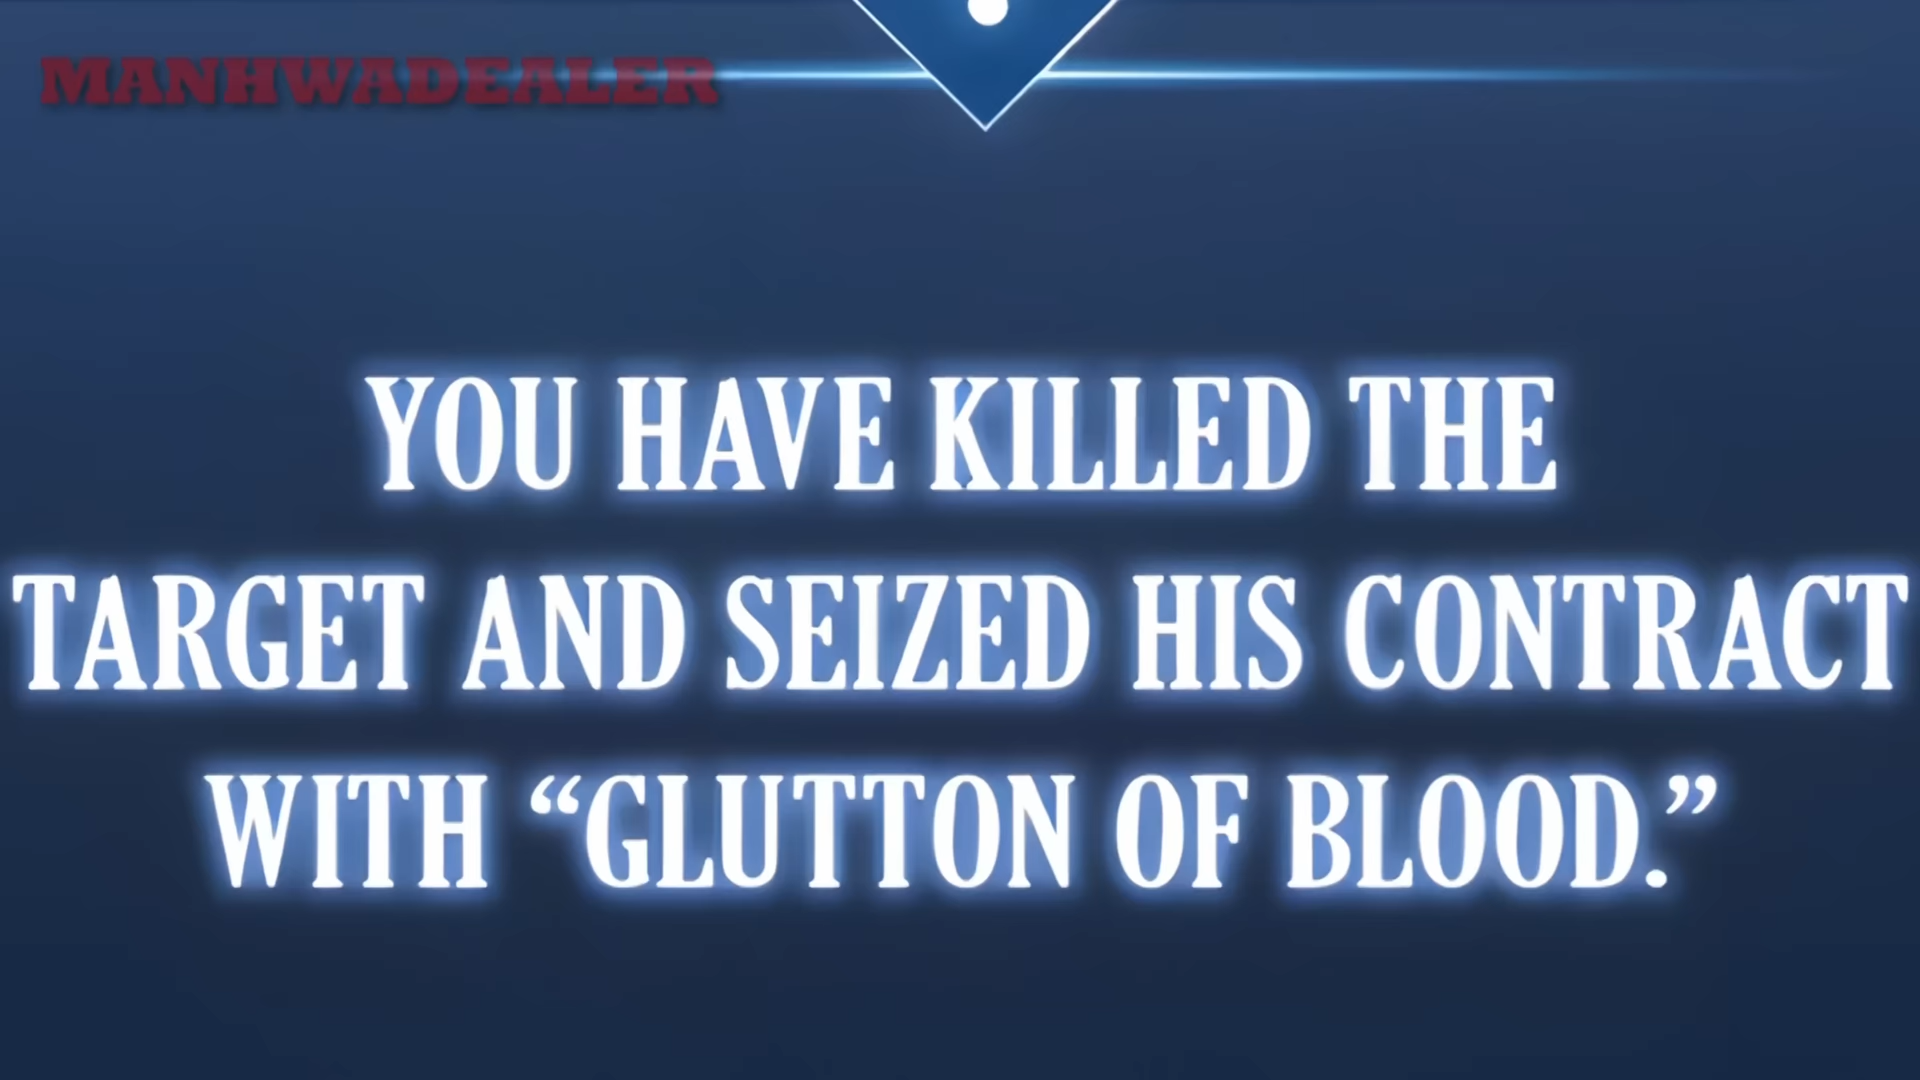 MANHWADEALER
YOU HAVE KILLED THE
TARGET AND SEIZED HIS CONTRACT
WITH “GLUTTON OF BLOOD.”